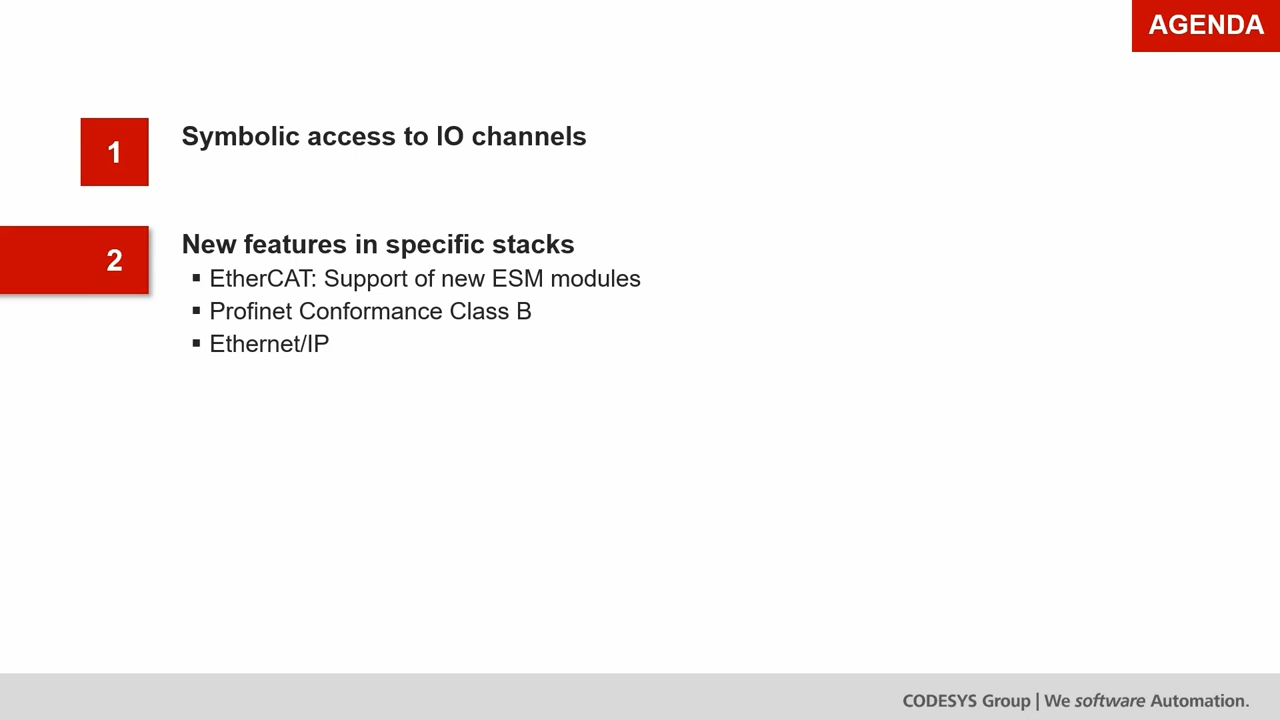 AGENDA
1
Symbolic access to IO channels
2
New features in specific stacks
▪ EtherCAT: Support of new ESM modules
▪ Profinet Conformance Class B
▪ Ethernet/IP
CODESYS Group | We software Automation.